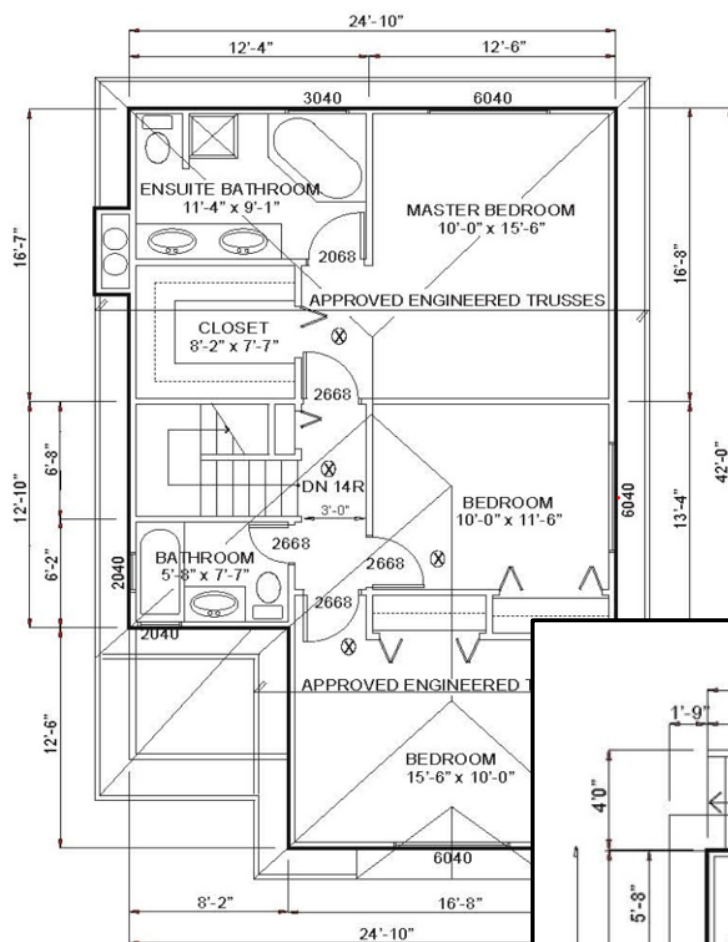 24'-10"
12'-4"
12'-6"
3040
6040
ENSUITE BATHROOM
11'-4" x 9'-1"
MASTER BEDROOM
10'-0" x 15'-6"
16'-7"
16'-8"
2068
APPROVED ENGINEERED TRUSSES
CLOSET
8'-2" x 7'-7"
2668
42'-0"
12'-10"
6'-8"
DN 14R
3'-0"
BEDROOM
10'-0" x 11'-6"
6040
13'-4"
6'-2"
2040
BATHROOM
5'-8" x 7'-7"
2668
2668
2668
2040
APPROVED ENGINEERED T
12'-6"
BEDROOM
15'-6" x 10'-0"
6040
8'-2"
16'-8"
24'-10"
1'-9"
4'0"
5'-8"